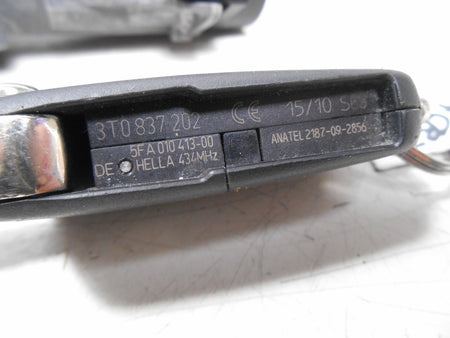 3T0 837 202 CE 15/10
5FA 010 413-00
DE HELLA 434MHz
ANATEL 2187-09-2856